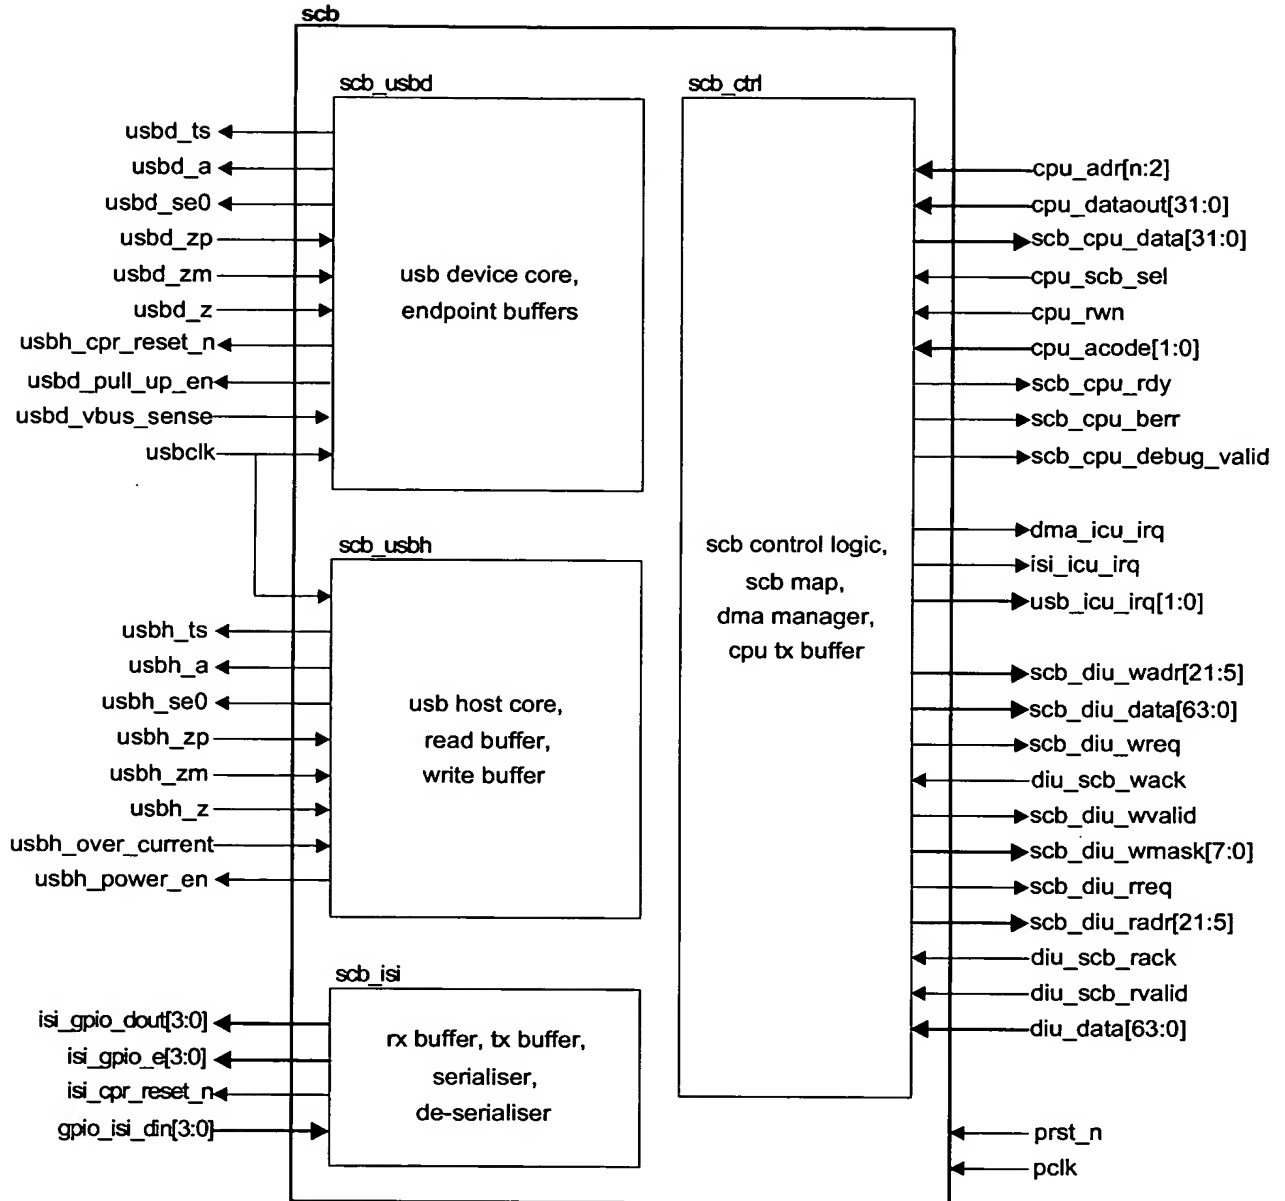 scb
scb_usbd
usbd_ts
usbd_a
usbd_se0
usbd_zp
usbd_zm
usbd_z
usbh_cpr_reset_n
usbd_pull_up_en
usbd_vbus_sense
usbclk
usb device core,
endpoint buffers
scb_usbh
usbh_ts
usbh_a
usbh_se0
usbh_zp
usbh_zm
usbh_z
usbh_over_current
usbh_power_en
usb host core,
read buffer,
write buffer
scb_isi
isi_gpio_dout[3:0]
isi_gpio_e[3:0]
isi_cpr_reset_n
gpio_isi_din[3:0]
rx buffer, tx buffer,
serialiser,
de-serialiser
scb_ctrl
scb control logic,
scb map,
dma manager,
cpu tx buffer
cpu_adr[n:2]
cpu_dataout[31:0]
scb_cpu_data[31:0]
cpu_scb_sel
cpu_rwn
cpu_acode[1:0]
scb_cpu_rdy
scb_cpu_berr
scb_cpu_debug_valid
dma_icu_irq
isi_icu_irq
usb_icu_irq[1:0]
scb_diu_wadr[21:5]
scb_diu_data[63:0]
scb_diu_wreq
diu_scb_wack
scb_diu_wvalid
scb_diu_wmask[7:0]
scb_diu_rreq
scb_diu_radr[21:5]
diu_scb_rack
diu_scb_rvalid
diu_data[63:0]
prst_n
pclk